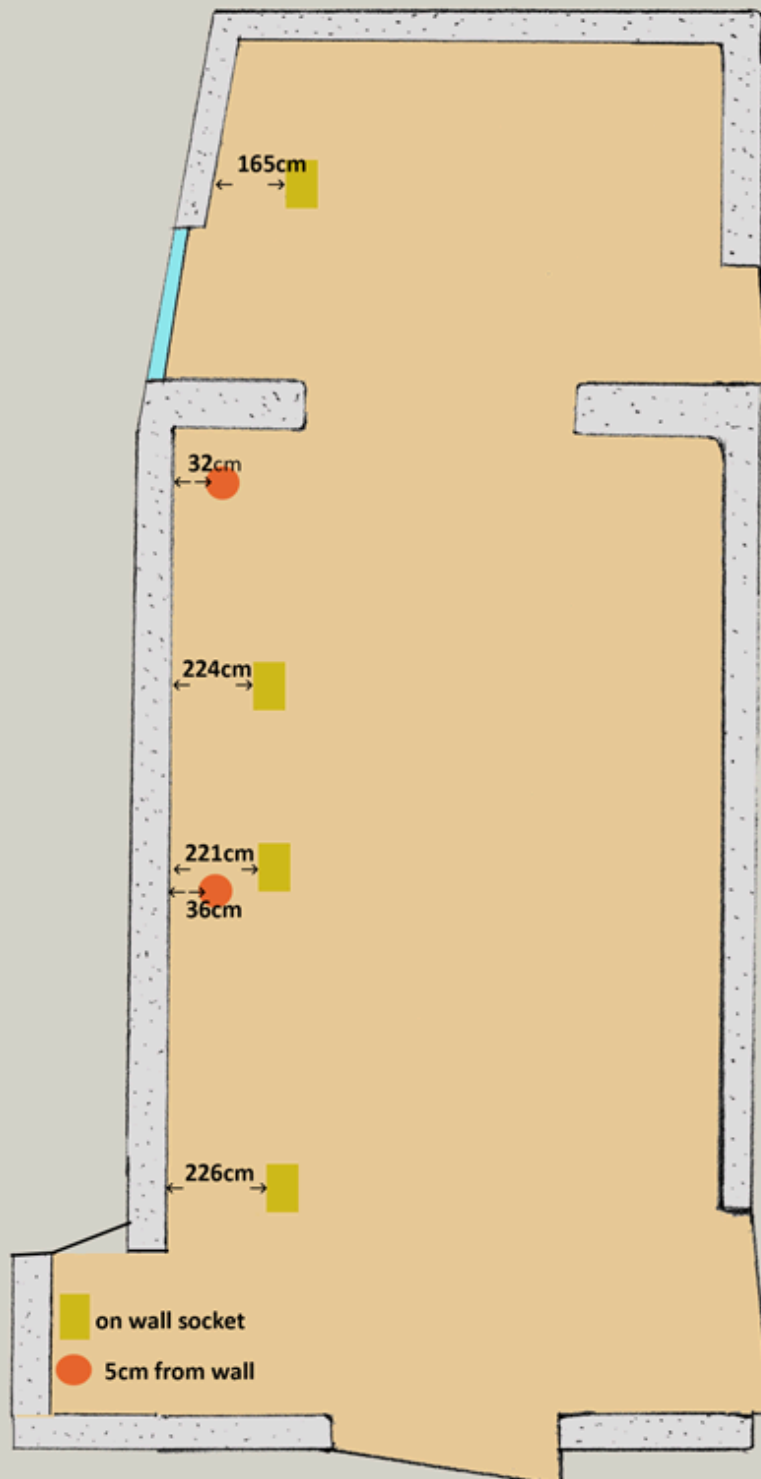 165cm
32cm
224cm
221cm
36cm
226cm
on wall socket
5cm from wall